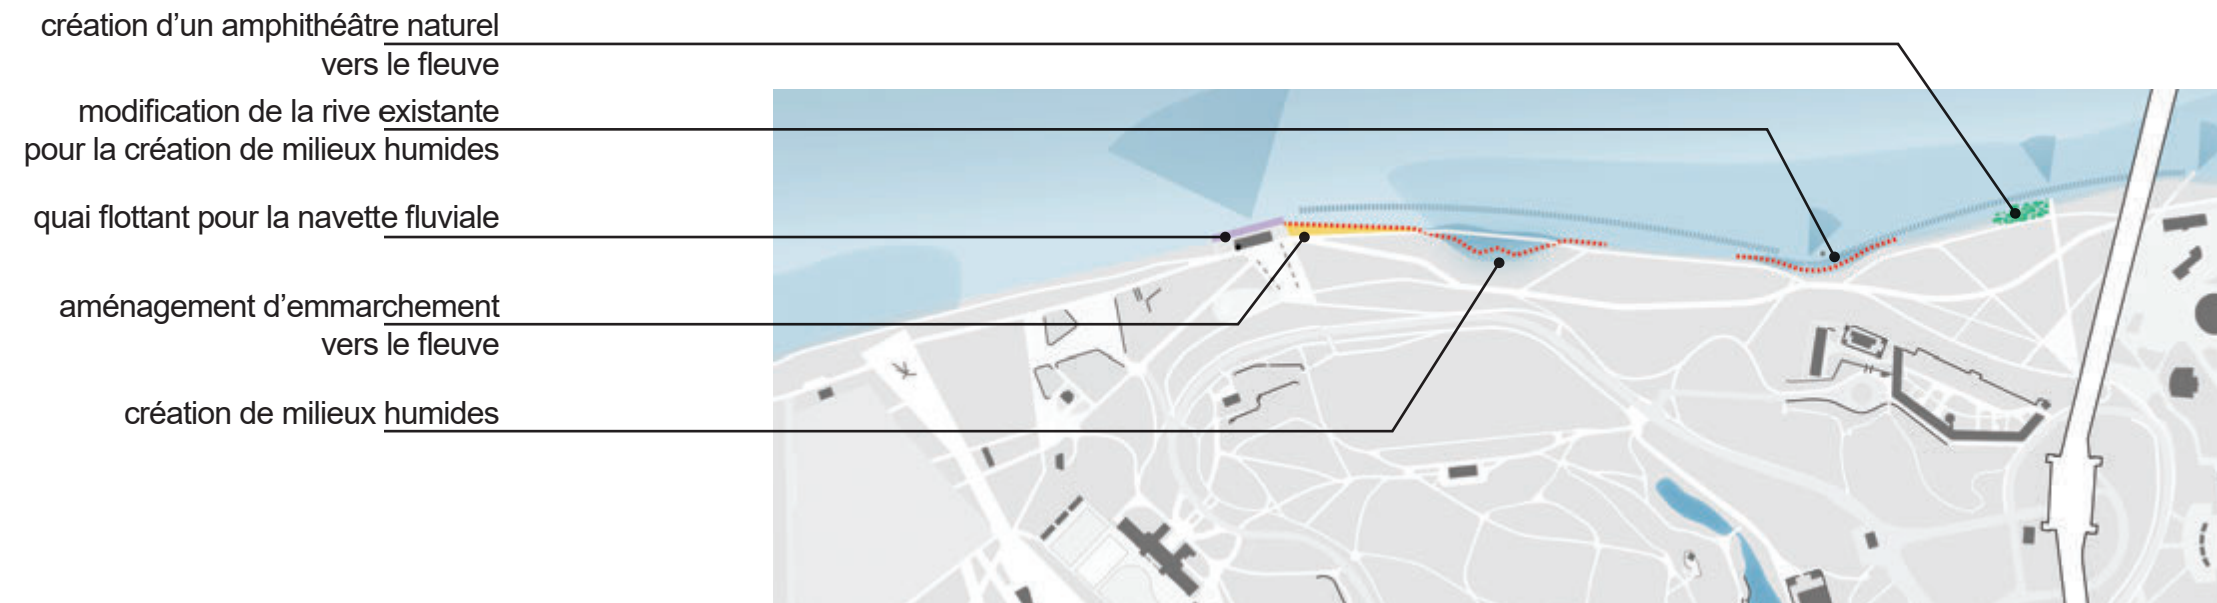 création d’un amphithéâtre naturel
vers le fleuve
modification de la rive existante
pour la création de milieux humides
quai flottant pour la navette fluviale
aménagement d’emmarchement
vers le fleuve
création de milieux humides